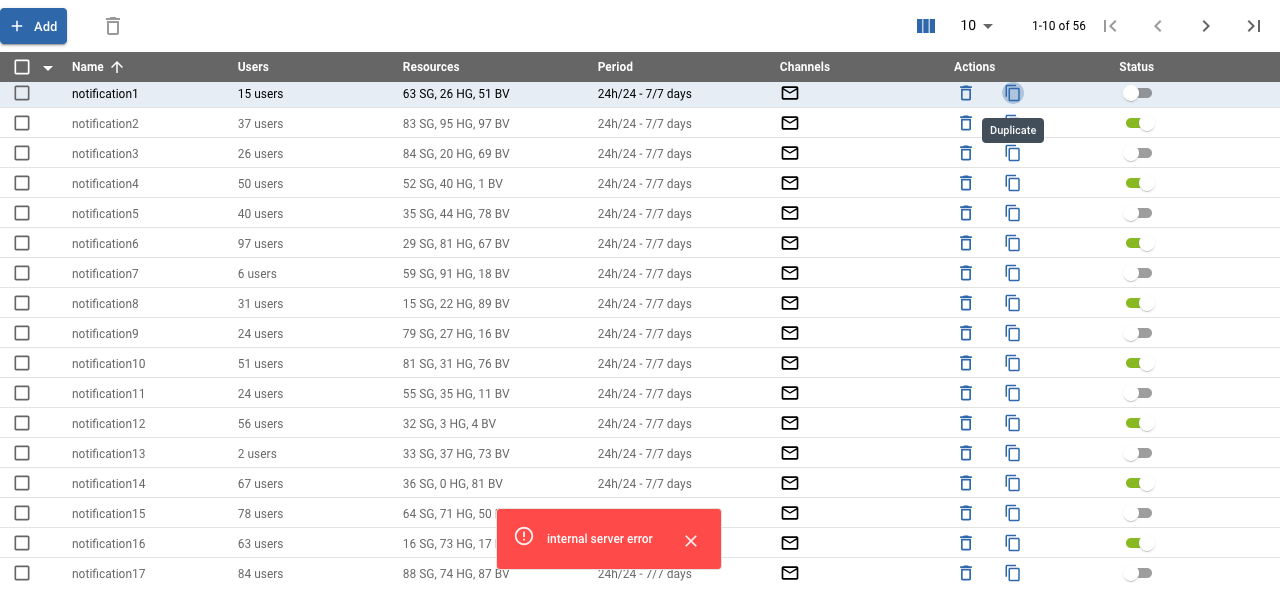 Add 10 1-10 of 56
Name Users Resources Period Channels Actions Status
notification1 15 users 63 SG, 26 HG, 51 BV 24h/24 - 7/7 days
notification2 37 users 83 SG, 95 HG, 97 BV 24h/24 - 7/7 days
Duplicate
notification3 26 users 84 SG, 20 HG, 69 BV 24h/24 - 7/7 days
notification4 50 users 52 SG, 40 HG, 1 BV 24h/24 - 7/7 days
notification5 40 users 35 SG, 44 HG, 78 BV 24h/24 - 7/7 days
notification6 97 users 29 SG, 81 HG, 67 BV 24h/24 - 7/7 days
notification7 6 users 59 SG, 91 HG, 18 BV 24h/24 - 7/7 days
notification8 31 users 15 SG, 22 HG, 89 BV 24h/24 - 7/7 days
notification9 24 users 79 SG, 27 HG, 16 BV 24h/24 - 7/7 days
notification10 51 users 81 SG, 31 HG, 76 BV 24h/24 - 7/7 days
notification11 24 users 55 SG, 35 HG, 11 BV 24h/24 - 7/7 days
notification12 56 users 32 SG, 3 HG, 4 BV 24h/24 - 7/7 days
notification13 2 users 33 SG, 37 HG, 73 BV 24h/24 - 7/7 days
notification14 67 users 36 SG, 0 HG, 81 BV 24h/24 - 7/7 days
notification15 78 users 64 SG, 71 HG, 50
notification16 63 users 16 SG, 73 HG, 17
internal server error
notification17 84 users 88 SG, 74 HG, 87 BV 24h/24 - 7/7 days